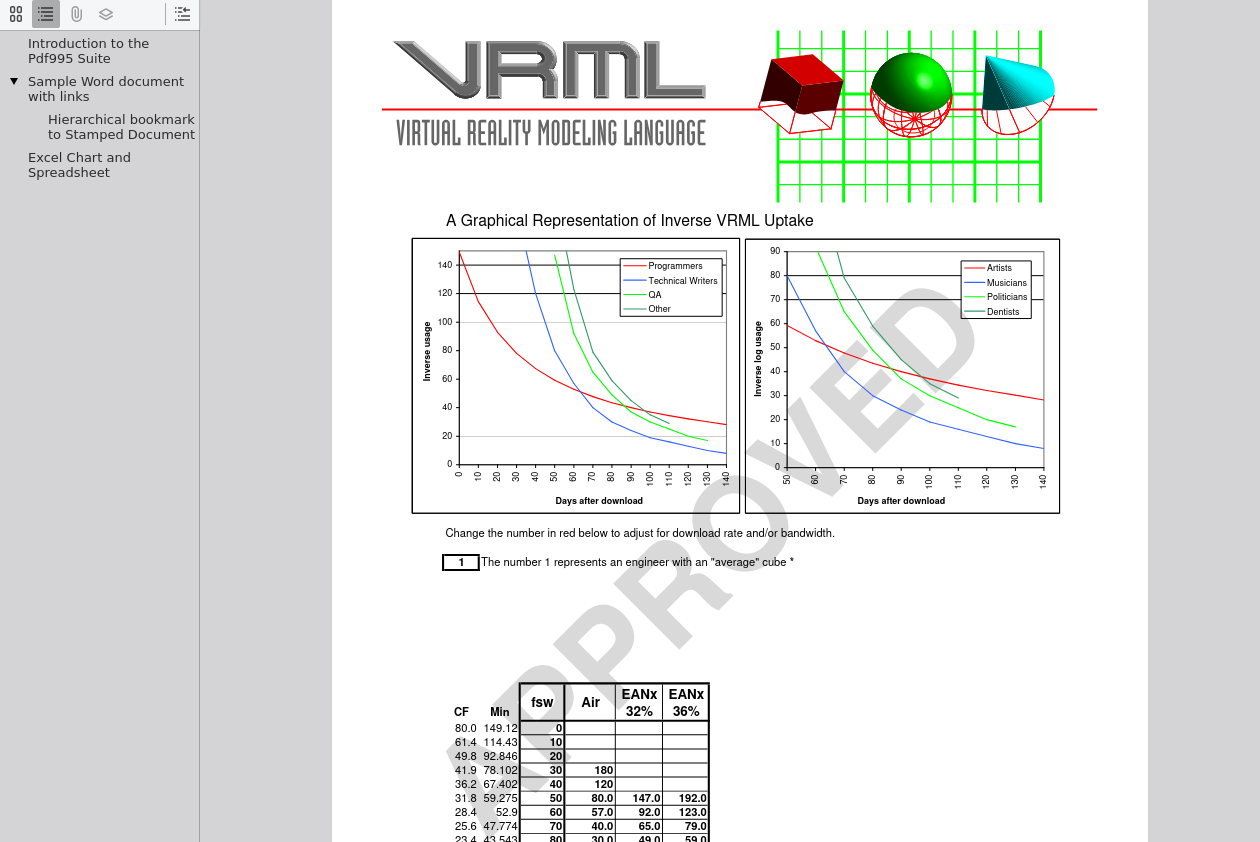 Introduction to the
Pdf995 Suite
Sample Word document
with links
Hierarchical bookmark
to Stamped Document
Excel Chart and
Spreadsheet
VRML
VIRTUAL REALITY MODELING LANGUAGE
A Graphical Representation of Inverse VRML Uptake
Inverse usage
140
120
100
80
60
40
20
0
0 10 20 30 40 50 60 70 80 90 100 110 120 130 140
Days after download
Programmers
Technical Writers
QA
Other
Inverse log usage
90
80
70
60
50
40
30
20
10
0
50 60 70 80 90 100 110 120 130 140
Days after download
Artists
Musicians
Politicians
Dentists
APPROVED
Change the number in red below to adjust for download rate and/or bandwidth.
1 The number 1 represents an engineer with an "average" cube *
CF Min fsw Air EANx 32% EANx 36%
80.0 149.12 0
61.4 114.43 10
49.8 92.846 20
41.9 78.102 30 180
36.2 67.402 40 120
31.8 59.275 50 80.0 147.0 192.0
28.4 52.9 60 57.0 92.0 123.0
25.6 47.774 70 40.0 65.0 79.0
23.4 43.543 80 30.0 49.0 59.0